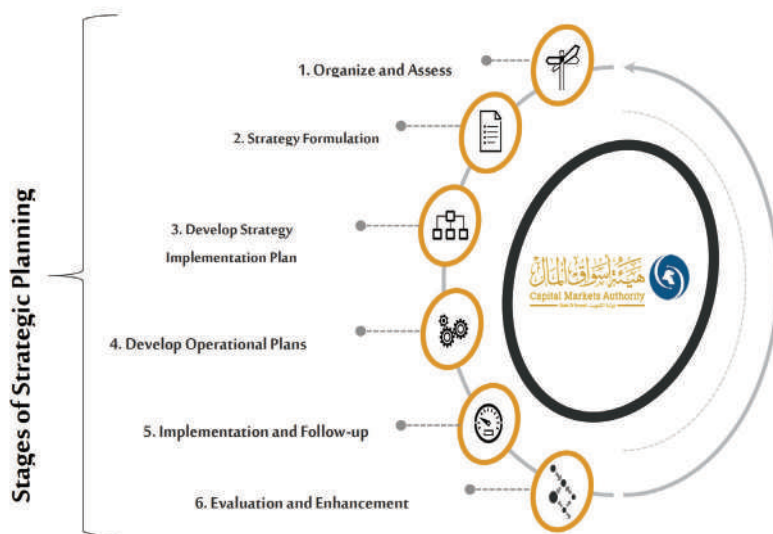 Stages of Strategic Planning
1. Organize and Assess
2. Strategy Formulation
3. Develop Strategy
Implementation Plan
4. Develop Operational Plans
5. Implementation and Follow-up
6. Evaluation and Enhancement
هيئة أسواق المال
Capital Markets Authority